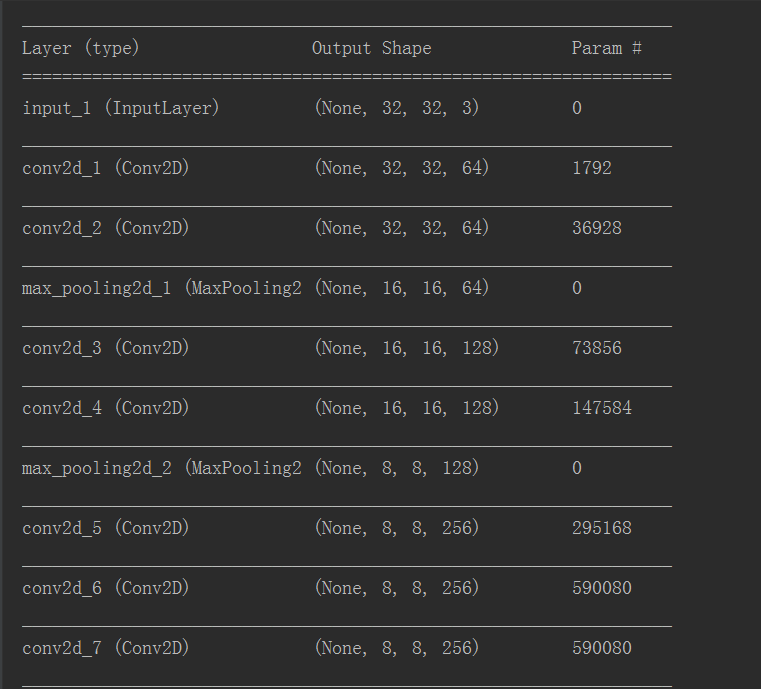 Layer (type) Output Shape Param #
=================================================================
input_1 (InputLayer) (None, 32, 32, 3) 0
conv2d_1 (Conv2D) (None, 32, 32, 64) 1792
conv2d_2 (Conv2D) (None, 32, 32, 64) 36928
max_pooling2d_1 (MaxPooling2 (None, 16, 16, 64) 0
conv2d_3 (Conv2D) (None, 16, 16, 128) 73856
conv2d_4 (Conv2D) (None, 16, 16, 128) 147584
max_pooling2d_2 (MaxPooling2 (None, 8, 8, 128) 0
conv2d_5 (Conv2D) (None, 8, 8, 256) 295168
conv2d_6 (Conv2D) (None, 8, 8, 256) 590080
conv2d_7 (Conv2D) (None, 8, 8, 256) 590080